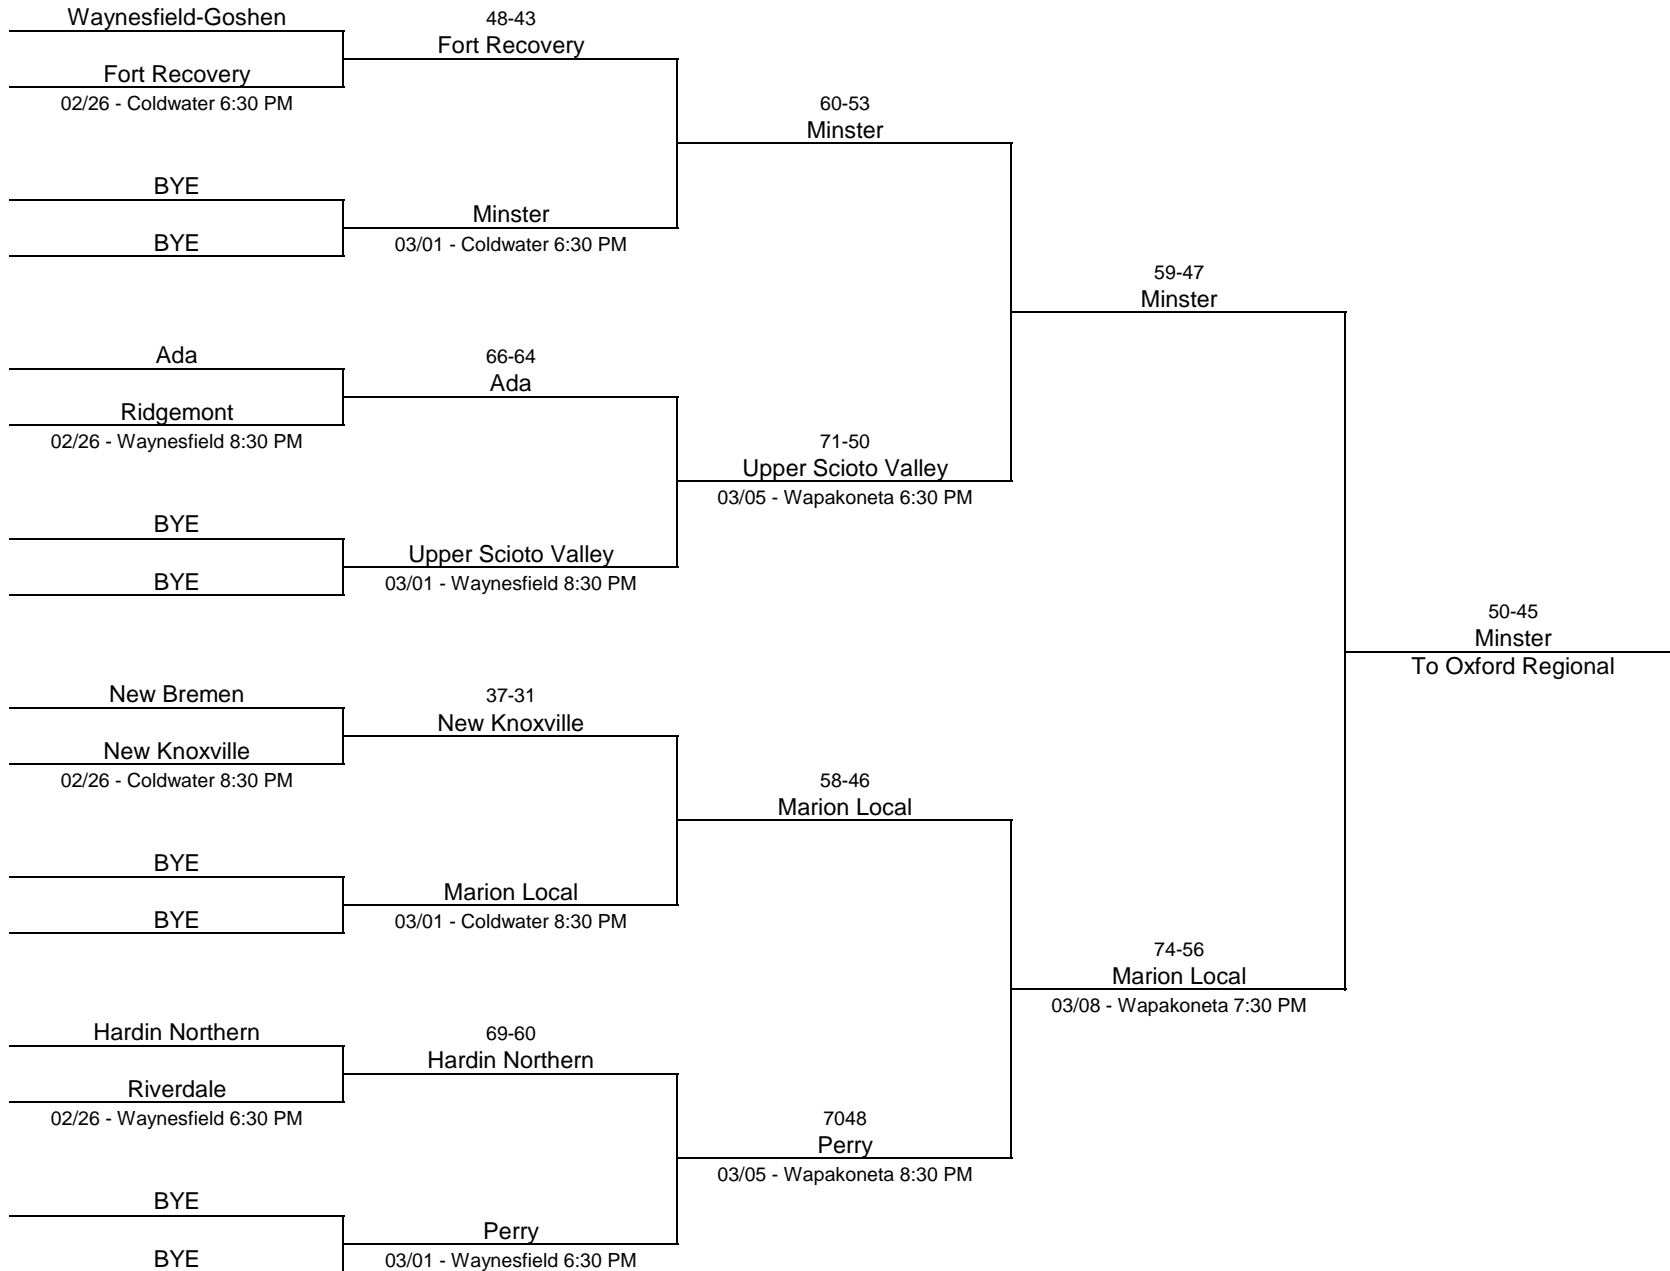 Waynesfield-Goshen
Fort Recovery
02/26 - Coldwater 6:30 PM
BYE
BYE
Ada
Ridgemont
02/26 - Waynesfield 8:30 PM
BYE
BYE
New Bremen
New Knoxville
02/26 - Coldwater 8:30 PM
BYE
BYE
Hardin Northern
Riverdale
02/26 - Waynesfield 6:30 PM
BYE
BYE
48-43
Fort Recovery
Minster
03/01 - Coldwater 6:30 PM
66-64
Ada
Upper Scioto Valley
03/01 - Waynesfield 8:30 PM
37-31
New Knoxville
Marion Local
03/01 - Coldwater 8:30 PM
69-60
Hardin Northern
Perry
03/01 - Waynesfield 6:30 PM
60-53
Minster
71-50
Upper Scioto Valley
03/05 - Wapakoneta 6:30 PM
58-46
Marion Local
7048
Perry
03/05 - Wapakoneta 8:30 PM
59-47
Minster
74-56
Marion Local
03/08 - Wapakoneta 7:30 PM
50-45
Minster
To Oxford Regional